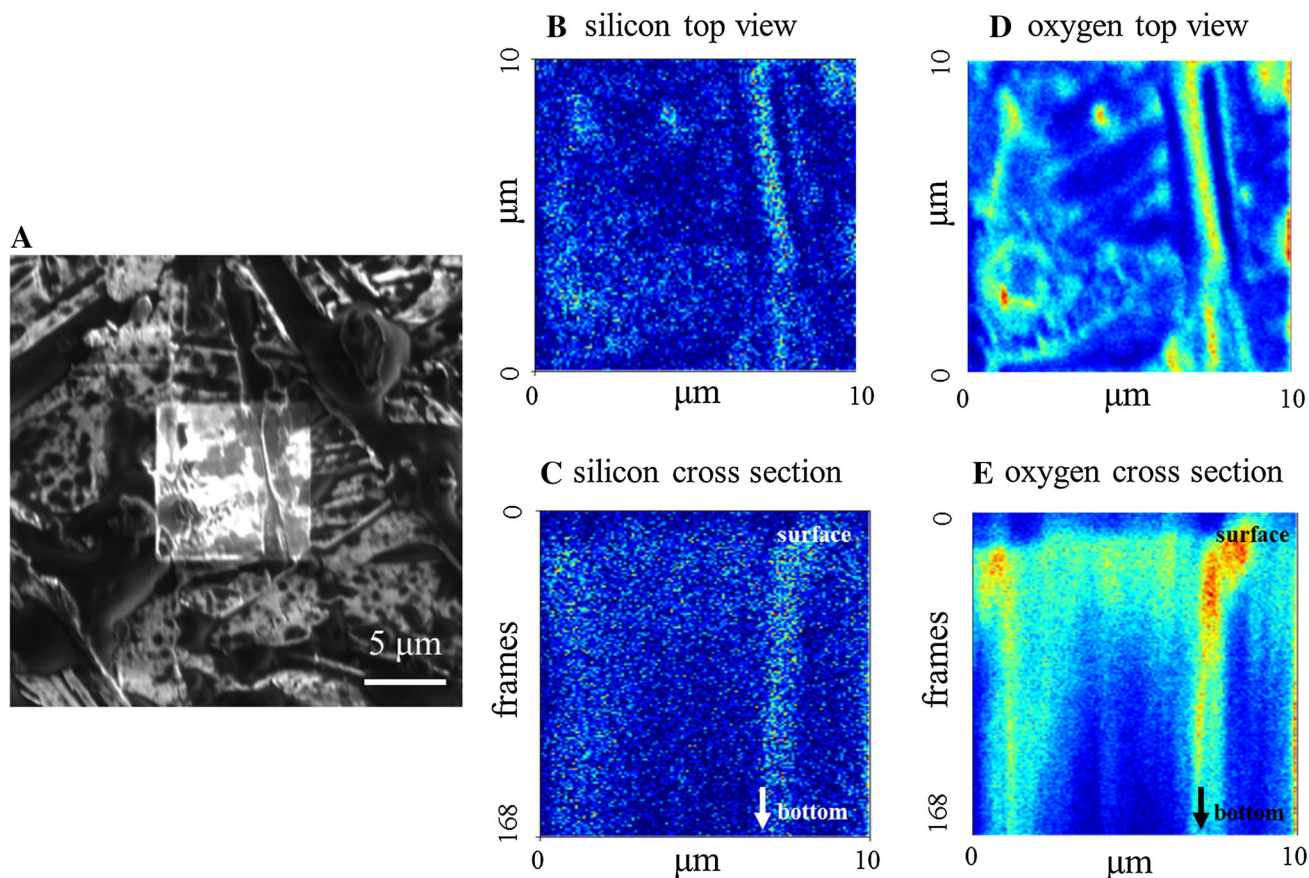 A
5 µm
B silicon top view
10
µm
0
0
µm
10
D oxygen top view
10
µm
0
0
µm
10
C silicon cross section
0
surface
frames
168
bottom
0
µm
10
E oxygen cross section
0
surface
frames
168
bottom
0
µm
10